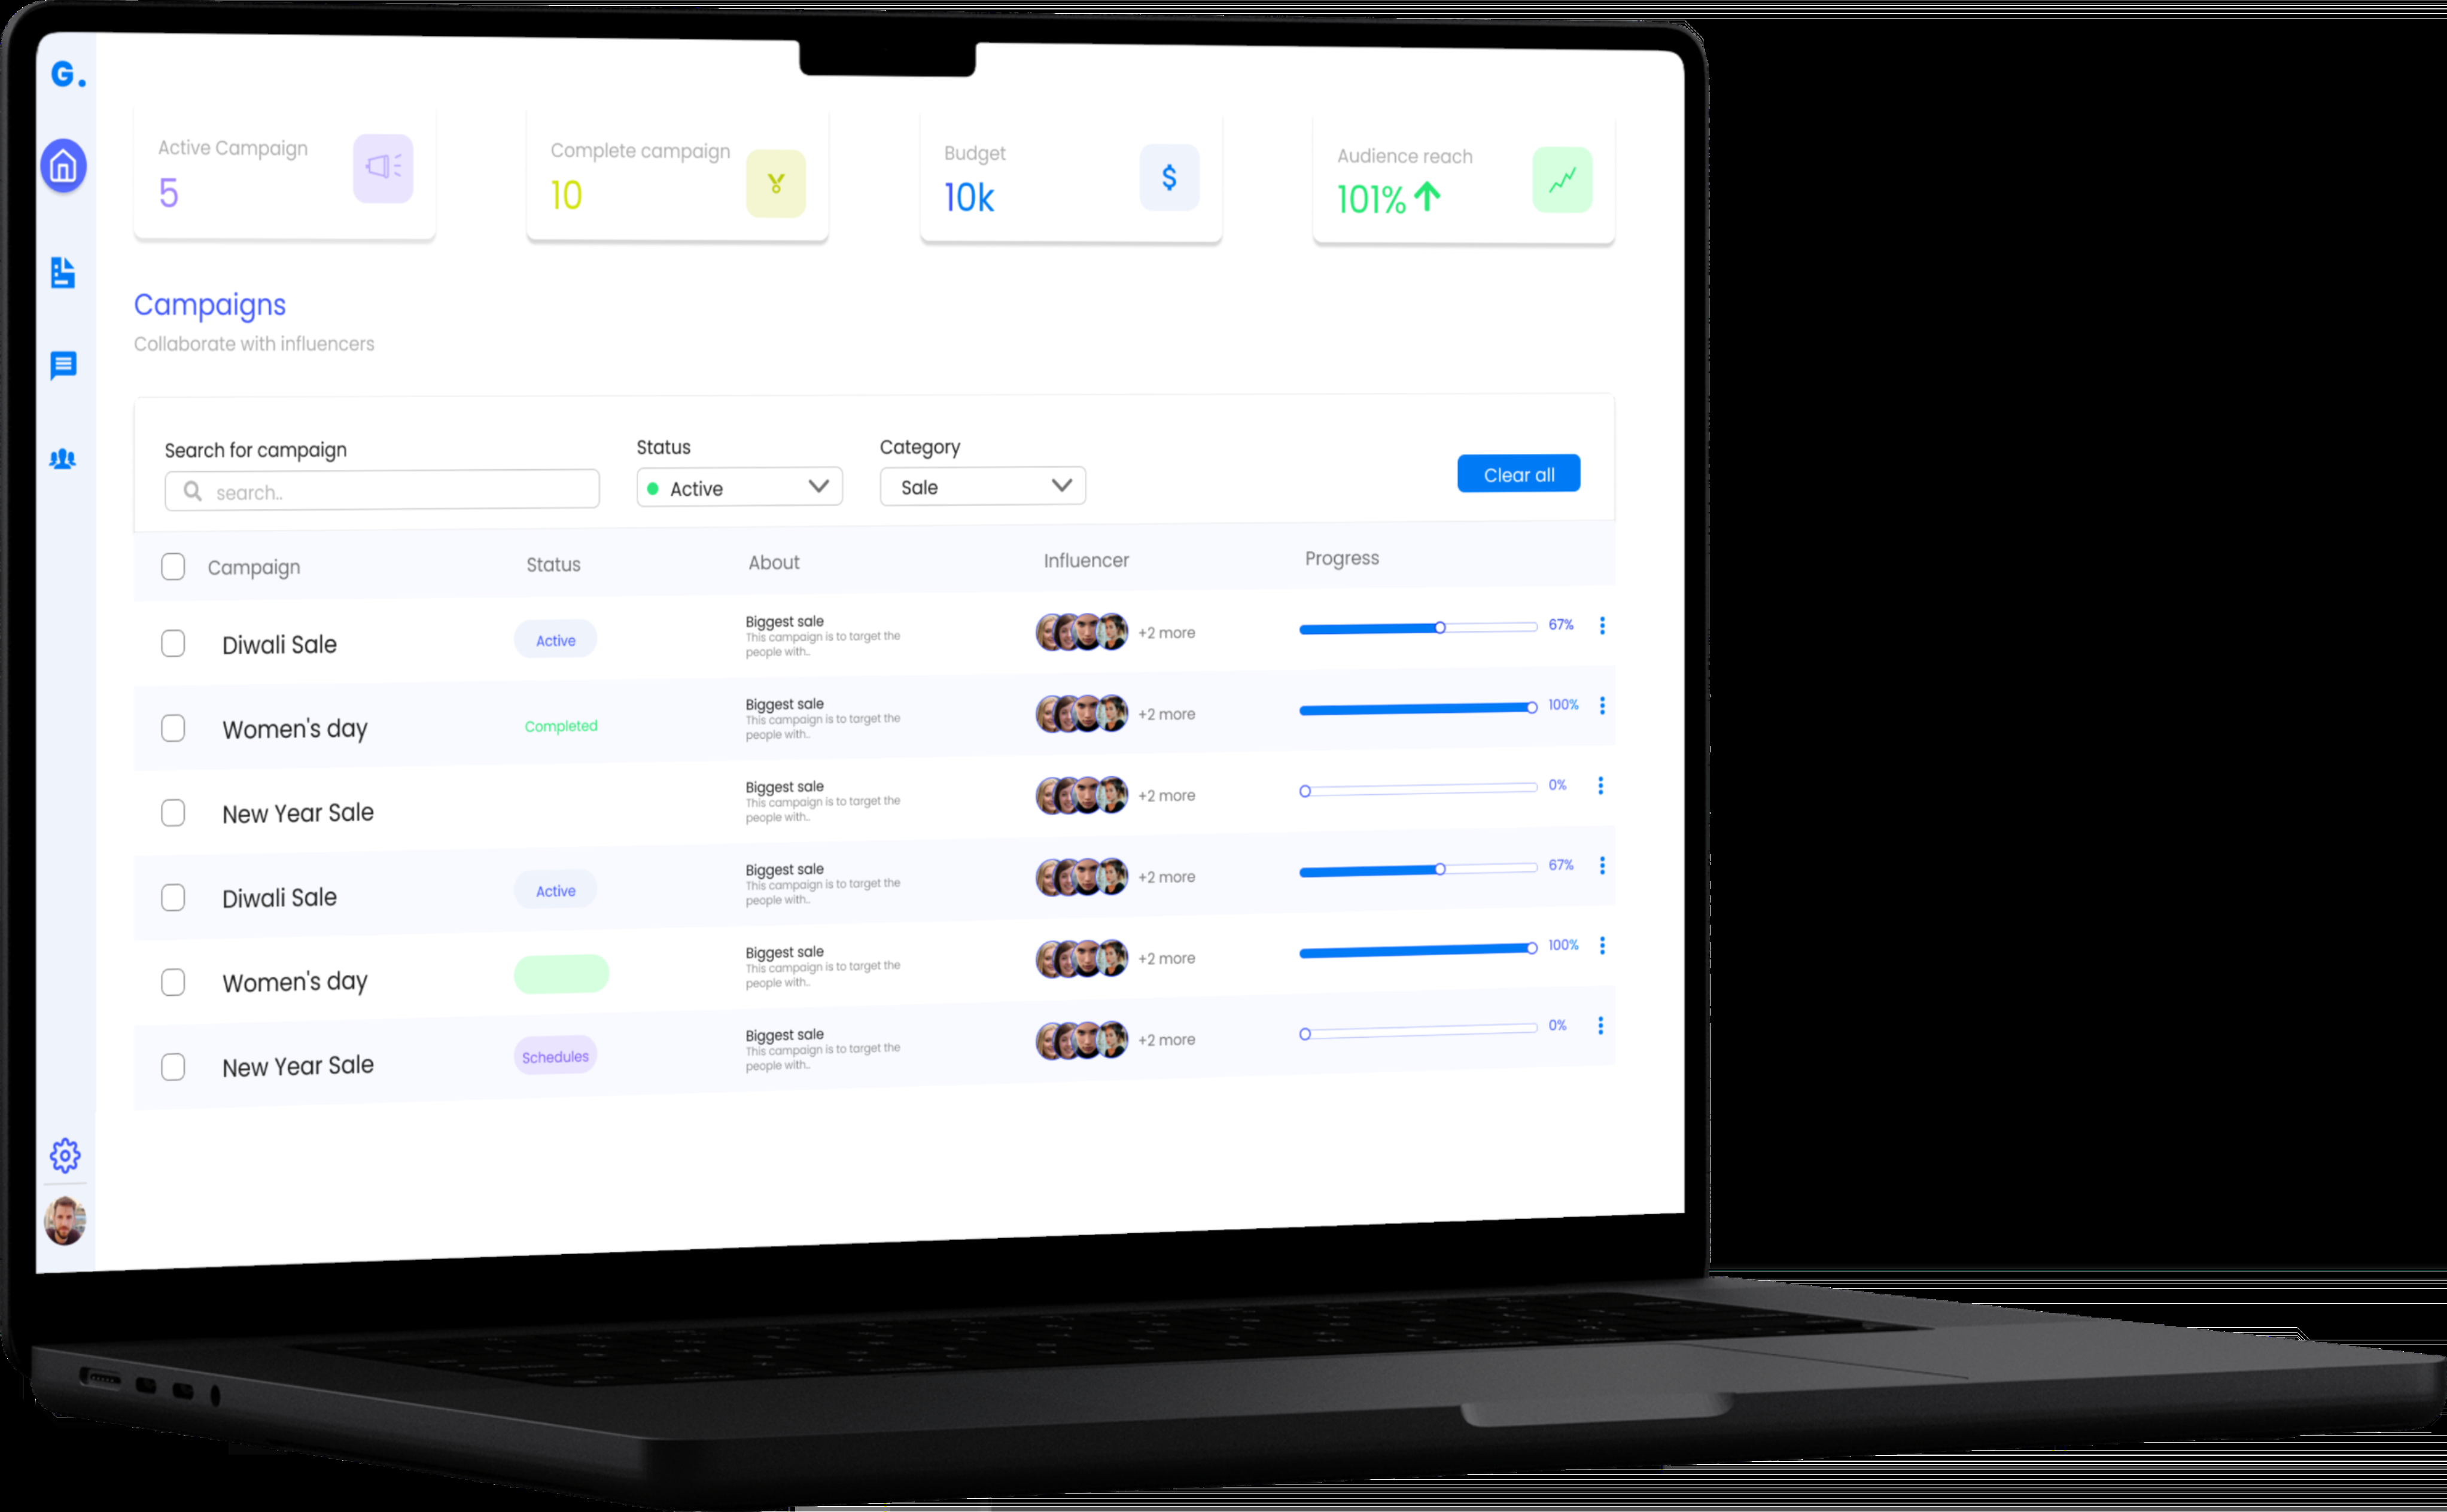 G.
Active Campaign
5
Complete campaign
10
Budget
10k
$
Audience reach
101%
Campaigns
Collaborate with influencers
Search for campaign
search..
Status
Active
Category
Sale
Clear all
Campaign Status About Influencer Progress
Diwali Sale Active Biggest sale +2 more 67%
This campaign is to target the
people with..
Women's day Completed Biggest sale +2 more 100%
This campaign is to target the
people with..
New Year Sale Biggest sale +2 more 0%
This campaign is to target the
people with..
Diwali Sale Active Biggest sale +2 more 67%
This campaign is to target the
people with..
Women's day Biggest sale +2 more 100%
This campaign is to target the
people with..
New Year Sale Schedules Biggest sale +2 more 0%
This campaign is to target the
people with..